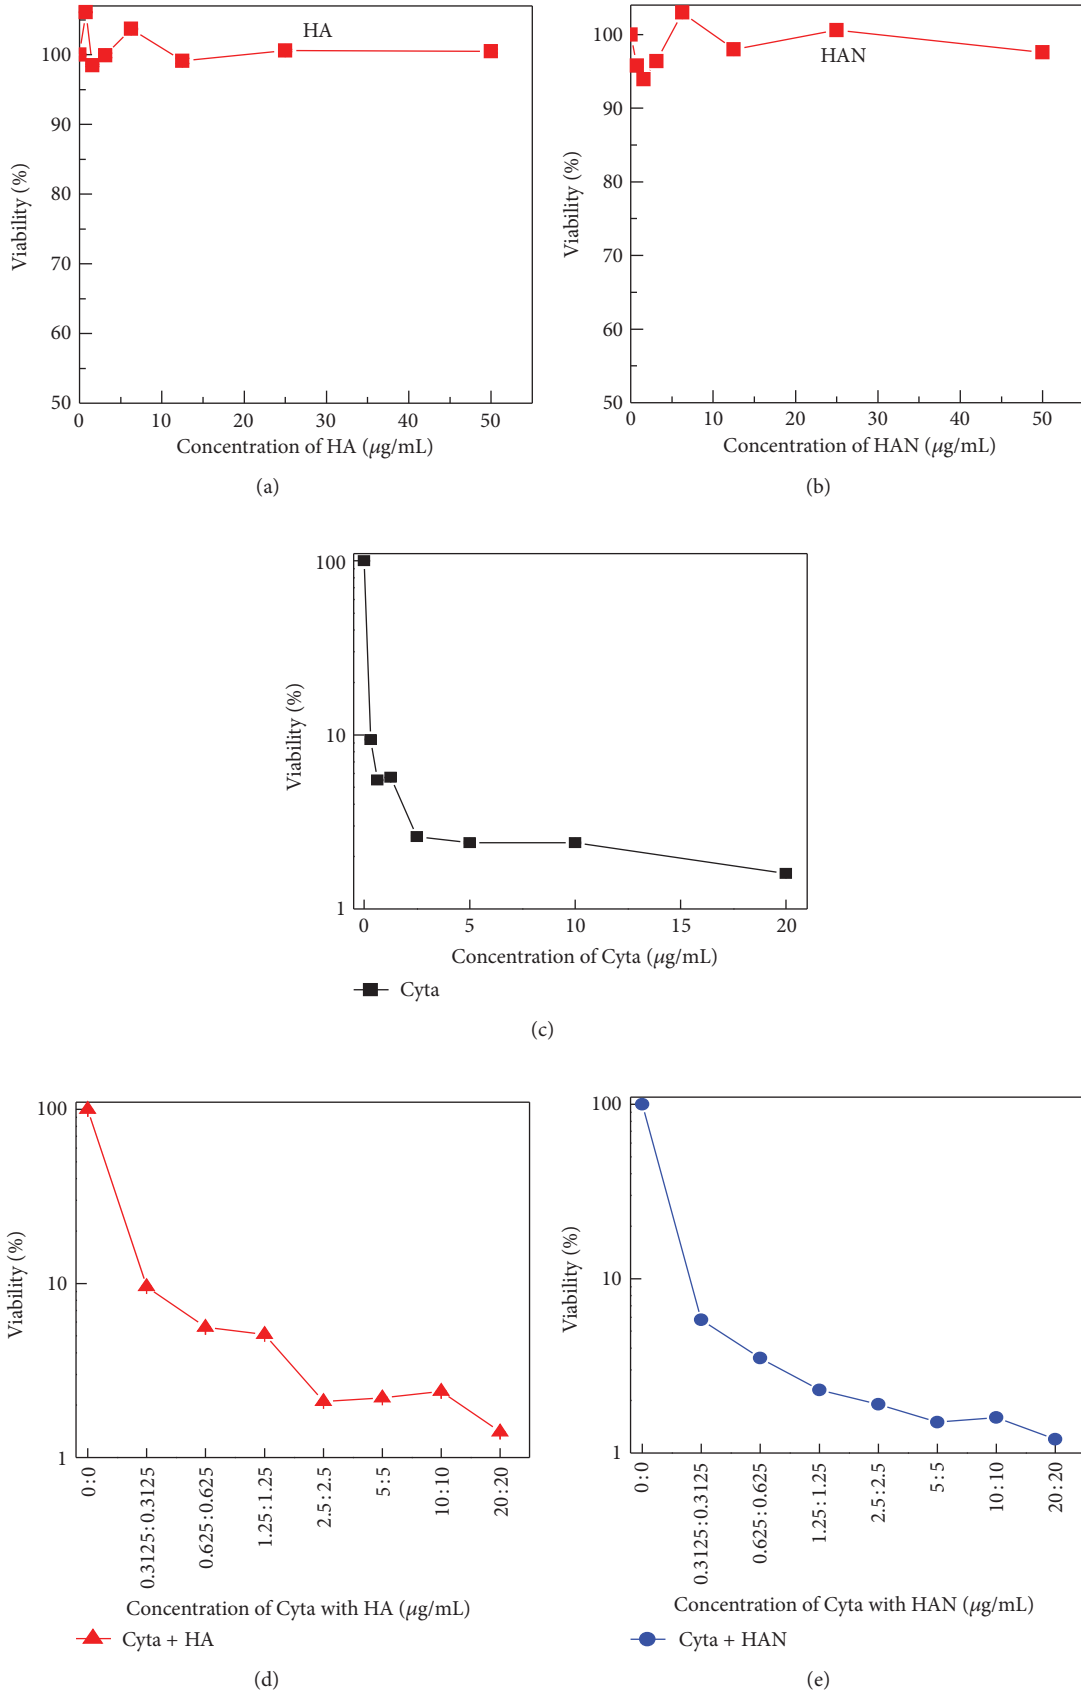 HA
100
90
80
70
60
50
Viability (%)
0 10 20 30 40 50
Concentration of HA (μg/mL)
(a)
HAN
100
90
80
70
60
50
Viability (%)
0 10 20 30 40 50
Concentration of HAN (μg/mL)
(b)
100
10
1
Viability (%)
0 5 10 15 20
Concentration of Cyta (μg/mL)
Cyta
(c)
100
10
1
Viability (%)
0:0
0.3125:0.3125
0.625:0.625
1.25:1.25
2.5:2.5
5:5
10:10
20:20
Concentration of Cyta with HA (μg/mL)
Cyta + HA
(d)
100
10
1
Viability (%)
0:0
0.3125:0.3125
0.625:0.625
1.25:1.25
2.5:2.5
5:5
10:10
20:20
Concentration of Cyta with HAN (μg/mL)
Cyta + HAN
(e)